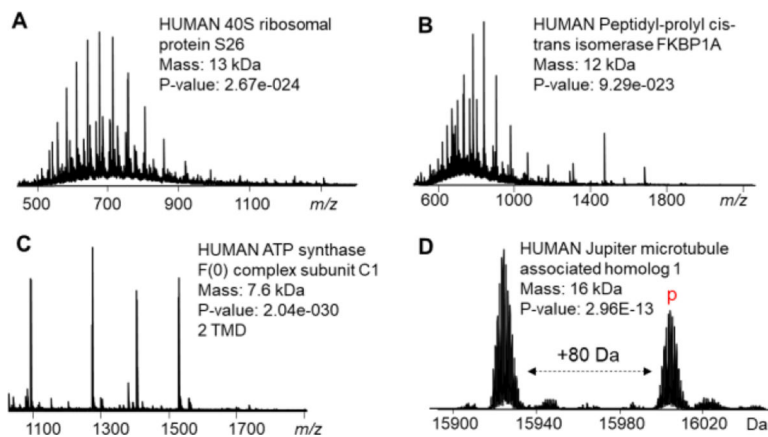 A
HUMAN 40S ribosomal
protein S26
Mass: 13 kDa
P-value: 2.67e-024
500 700 900 1100 1300 m/z
B
HUMAN Peptidyl-prolyl cis-
trans isomerase FKBP1A
Mass: 12 kDa
P-value: 9.29e-023
600 1000 1400 1800 m/z
C
HUMAN ATP synthase
F(0) complex subunit C1
Mass: 7.6 kDa
P-value: 2.04e-030
2 TMD
1100 1300 1500 1700 m/z
D
HUMAN Jupiter microtubule
associated homolog 1
Mass: 16 kDa
P-value: 2.96E-13
p
+80 Da
15900 15940 15980 16020 Da